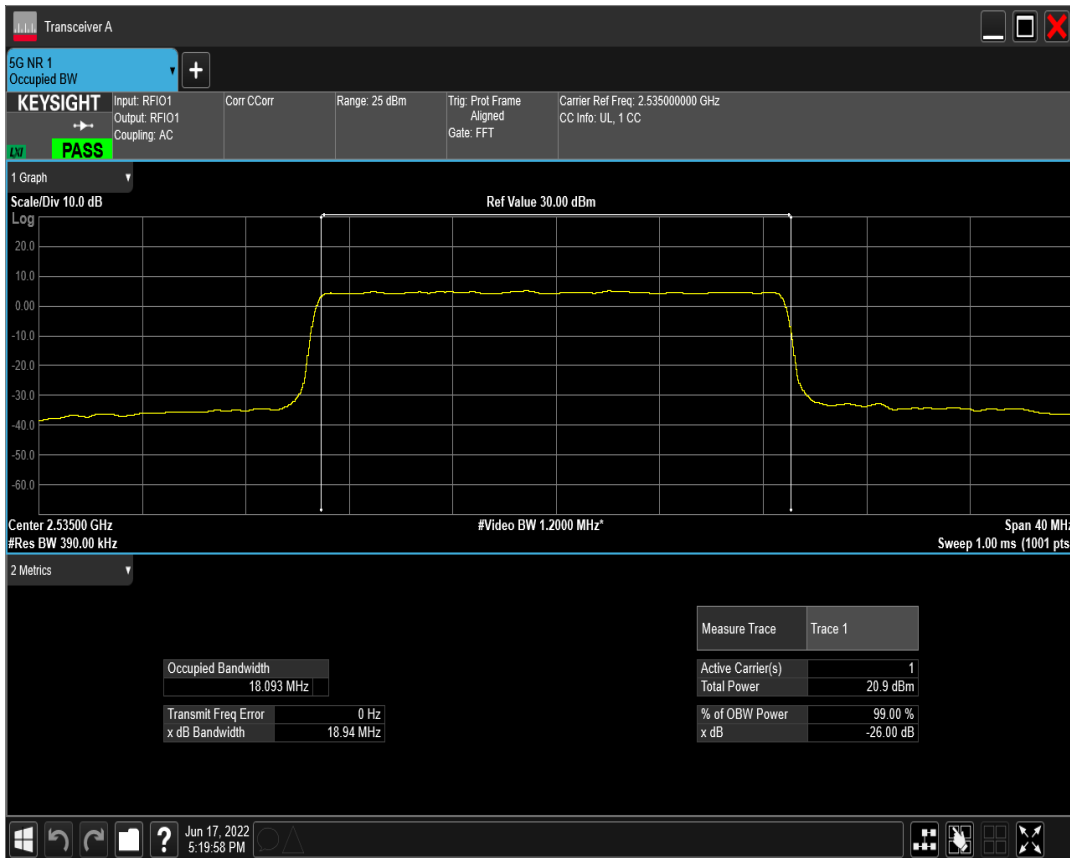 Transceiver A
5G NR 1
Occupied BW
+
KEYSIGHT
LXI
PASS
Input: RFIO1
Output: RFIO1
Coupling: AC
Corr CCorr
Range: 25 dBm
Trig: Prot Frame
Aligned
Gate: FFT
Carrier Ref Freq: 2.535000000 GHz
CC Info: UL, 1 CC
1 Graph
Scale/Div 10.0 dB
Ref Value 30.00 dBm
Log
20.0
10.0
0.00
-10.0
-20.0
-30.0
-40.0
-50.0
-60.0
Center 2.53500 GHz
#Video BW 1.2000 MHz*
Span 40 MHz
#Res BW 390.00 kHz
Sweep 1.00 ms (1001 pts
2 Metrics
Measure Trace Trace 1
Occupied Bandwidth
18.093 MHz
Active Carrier(s) 1
Total Power 20.9 dBm
Transmit Freq Error 0 Hz
x dB Bandwidth 18.94 MHz
% of OBW Power 99.00 %
x dB -26.00 dB
?
Jun 17, 2022
5:19:58 PM